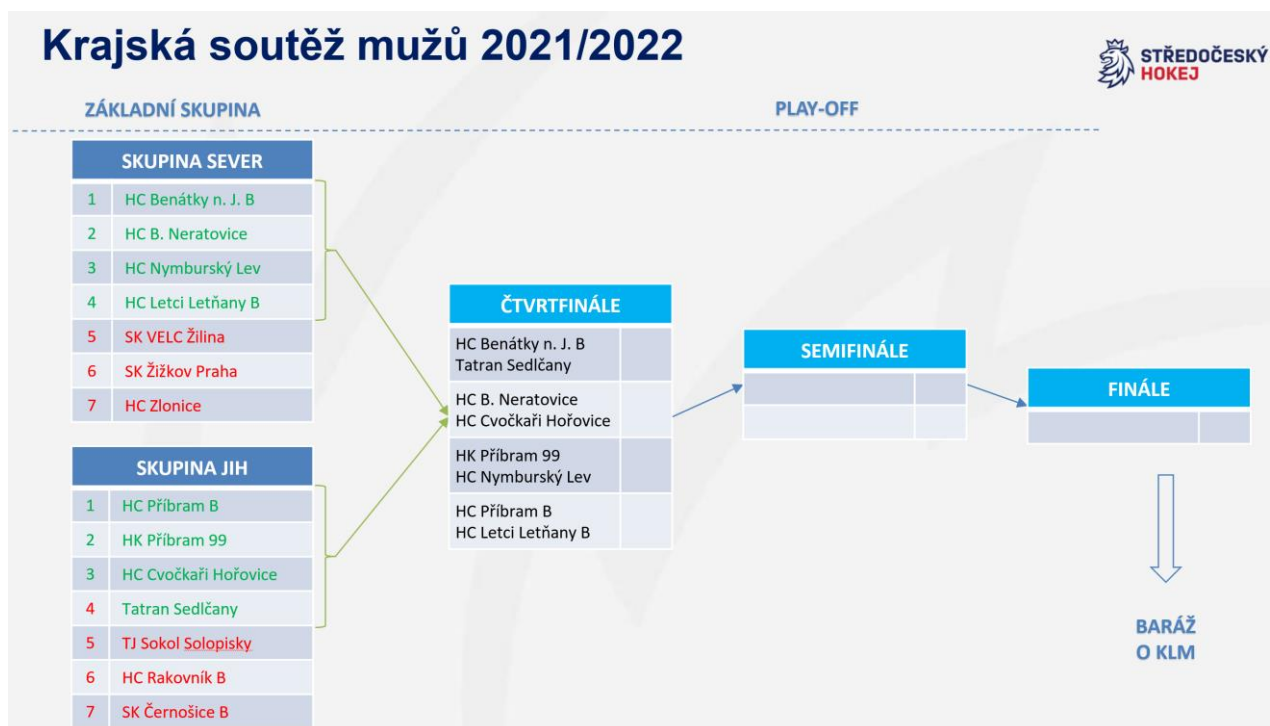 Krajská soutěž mužů 2021/2022
STŘEDOČESKÝ
HOKEJ
ZÁKLADNÍ SKUPINA
PLAY-OFF
SKUPINA SEVER
1 HC Benátky n. J. B
2 HC B. Neratovice
3 HC Nymburský Lev
4 HC Letci Letňany B
5 SK VELC Žilina
6 SK Žižkov Praha
7 HC Zlonice
SKUPINA JIH
1 HC Příbram B
2 HK Příbram 99
3 HC Cvočkaři Hořovice
4 Tatran Sedlčany
5 TJ Sokol Solopisky
6 HC Rakovník B
7 SK Černošice B
ČTVRTFINÁLE
HC Benátky n. J. B
Tatran Sedlčany
HC B. Neratovice
HC Cvočkaři Hořovice
HK Příbram 99
HC Nymburský Lev
HC Příbram B
HC Letci Letňany B
SEMIFINÁLE
FINÁLE
BARÁŽ
O KLM